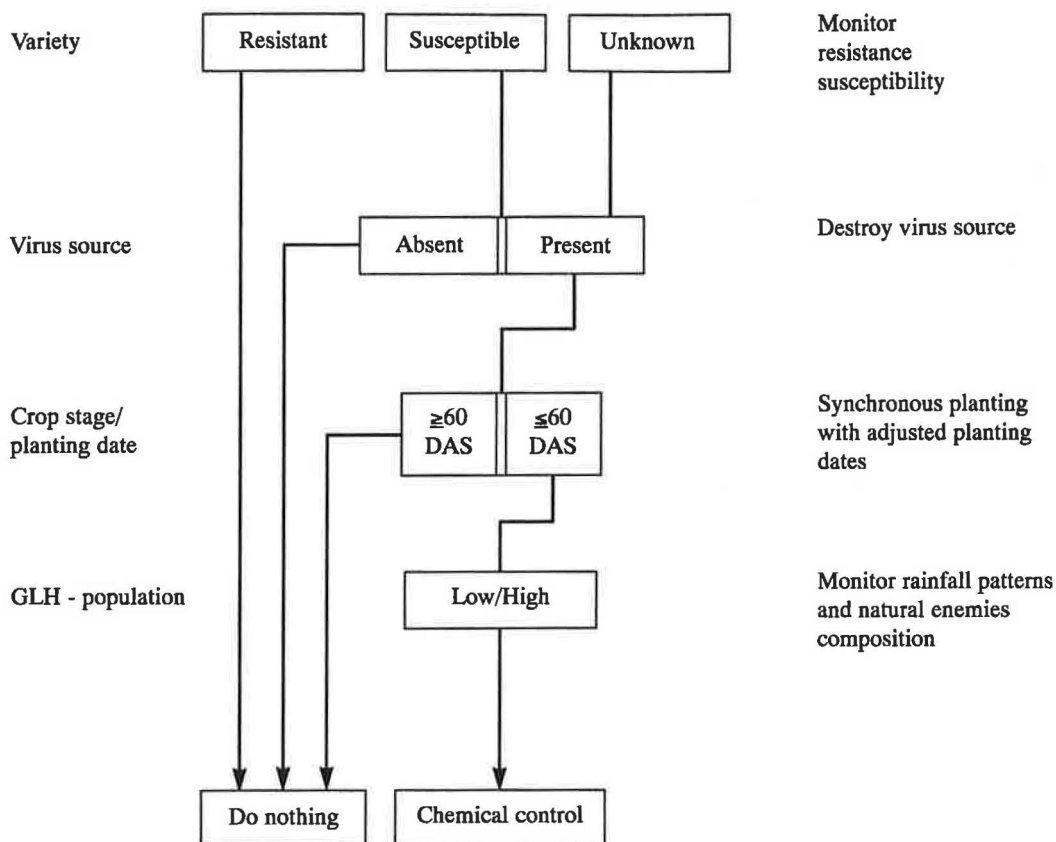 Variety
Resistant
Susceptible
Unknown
Monitor
resistance
susceptibility
Virus source
Absent
Present
Destroy virus source
Crop stage/
planting date
≥60
DAS
≤60
DAS
Synchronous planting
with adjusted planting
dates
GLH - population
Low/High
Monitor rainfall patterns
and natural enemies
composition
Do nothing
Chemical control